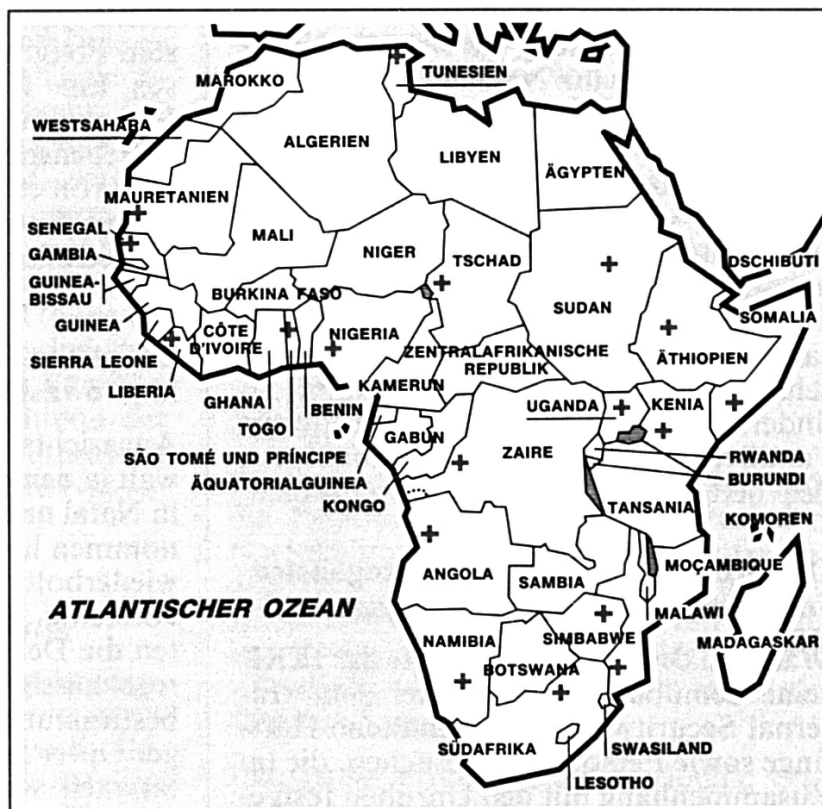 TUNESIEN
MAROKKO
WESTSAHARA
ALGERIEN
LIBYEN
ÄGYPTEN
MAURETANIEN
SENEGAL
MALI
NIGER
TSCHAD
GAMBIA
DSCHIBUTI
GUINEA-
BISSAU
BURKINA FASO
SUDAN
SOMALIA
GUINEA
CÔTE
D'IVOIRE
NIGERIA
SIERRA LEONE
ZENTRALAFRIKANISCHE
REPUBLIK
ÄTHIOPIEN
LIBERIA
GHANA
BENIN
KAMERUN
UGANDA
KENIA
TOGO
GABUN
ZAIRE
SÃO TOMÉ UND PRÍNCIPE
RWANDA
ÄQUATORIALGUINEA
BURUNDI
KONGO
TANSANIA
KOMOREN
ANGOLA
SAMBIA
MOÇAMBIQUE
ATLANTISCHER OZEAN
MALAWI
NAMIBIA
SIMBABWE
MADAGASKAR
BOTSWANA
SÜDAFRIKA
SWASILAND
LESOTHO